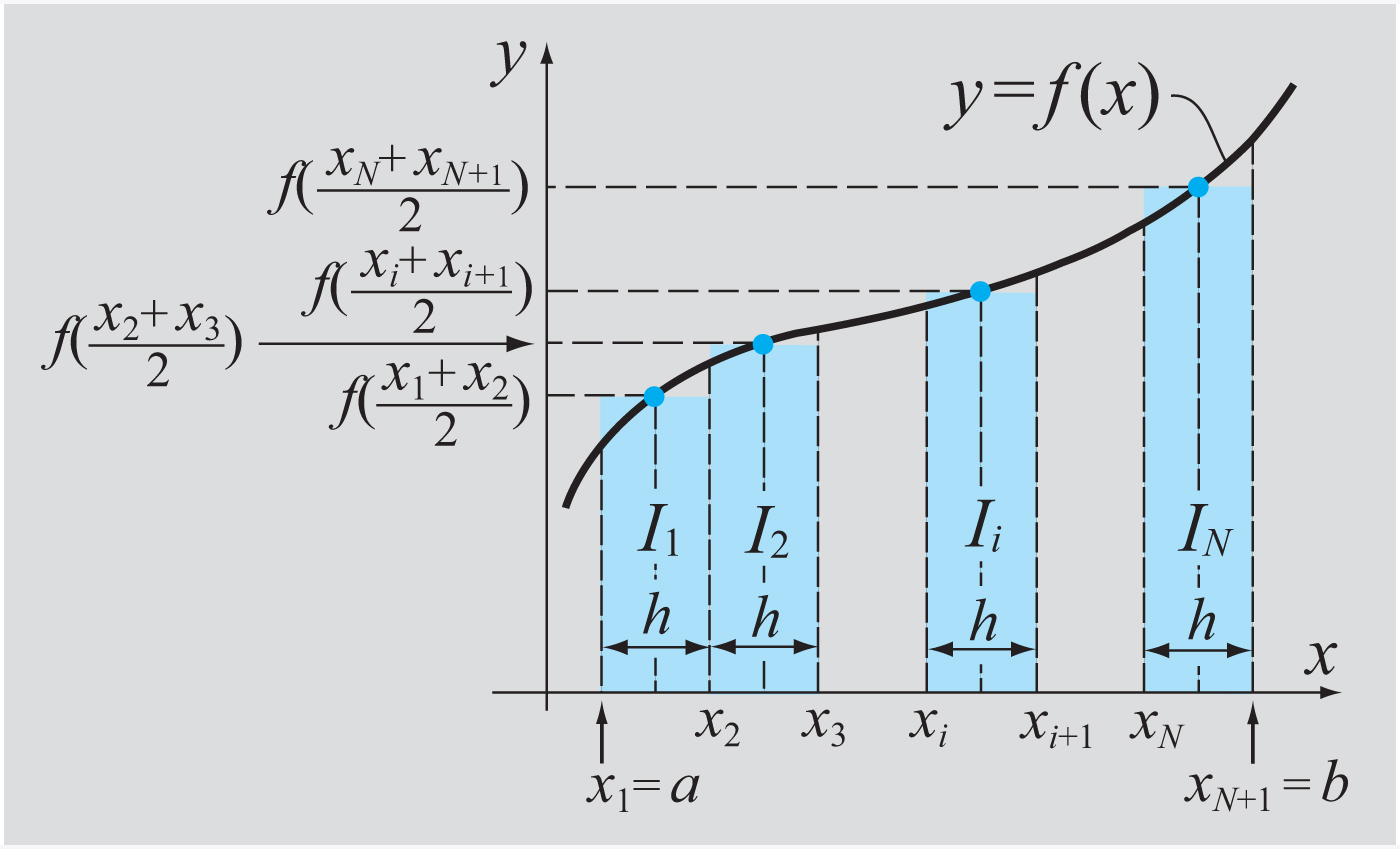 y
y=f(x)
f((x_N+x_{N+1})/2)
f((x_i+x_{i+1})/2)
f((x_2+x_3)/2)
f((x_1+x_2)/2)
I_1 I_2 I_i I_N
h h h h
x
x_2 x_3 x_i x_{i+1} x_N
x_1=a x_{N+1}=b